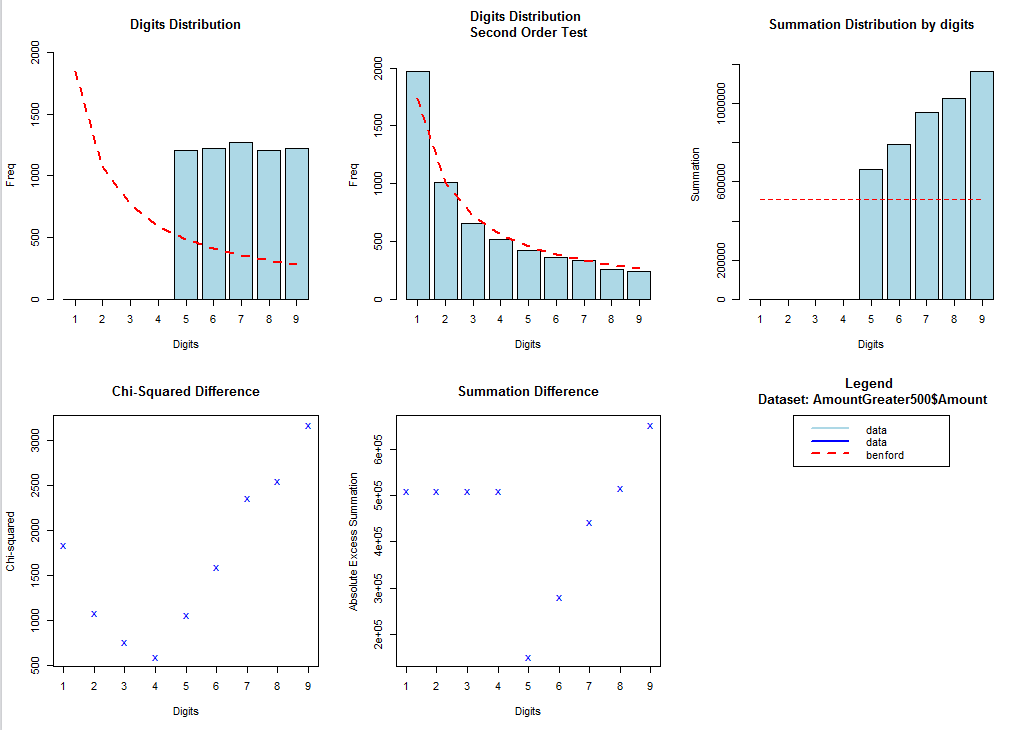 Digits Distribution
Freq
0
500
1000
1500
2000
1 2 3 4 5 6 7 8 9
Digits
Digits Distribution
Second Order Test
Freq
0
500
1000
1500
2000
1 2 3 4 5 6 7 8 9
Digits
Summation Distribution by digits
Summation
0
200000
600000
1000000
1 2 3 4 5 6 7 8 9
Digits
Chi-Squared Difference
Chi-squared
500
1000
1500
2000
2500
3000
1 2 3 4 5 6 7 8 9
Digits
Summation Difference
Absolute Excess Summation
2e+05
3e+05
4e+05
5e+05
6e+05
1 2 3 4 5 6 7 8 9
Digits
Legend
Dataset: AmountGreater500$Amount
data
data
benford